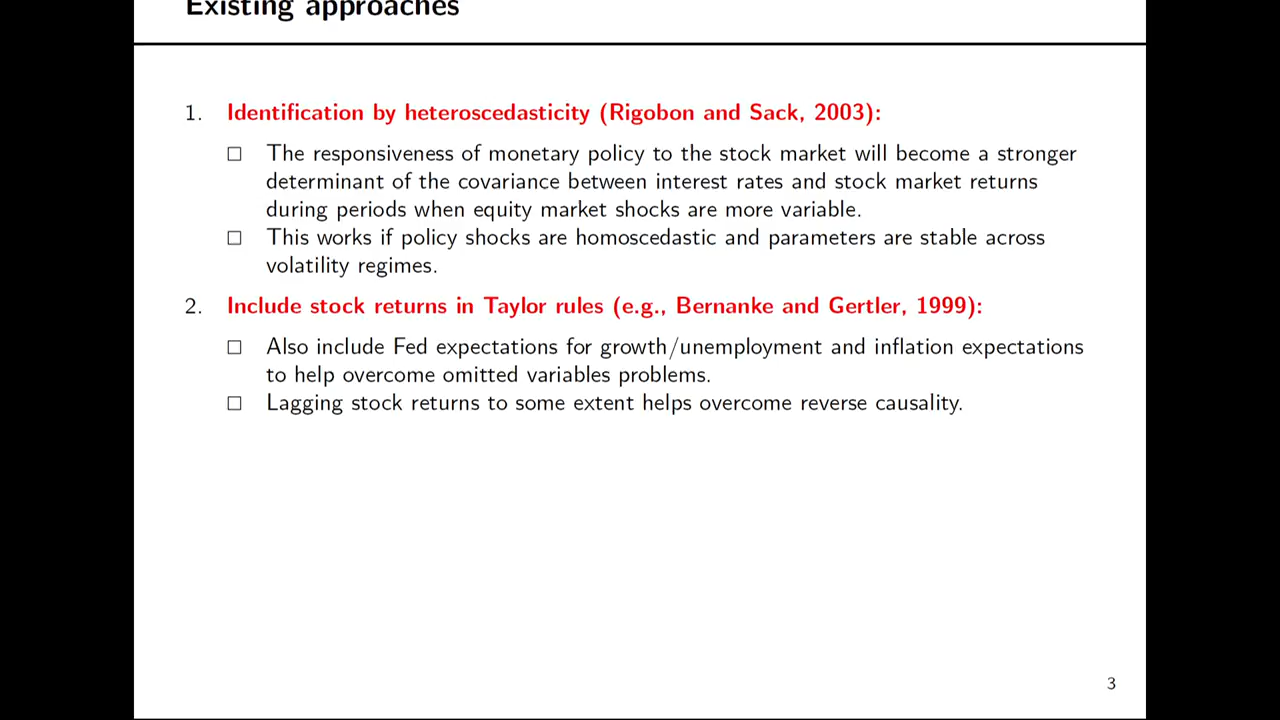 Existing approaches
1. Identification by heteroscedasticity (Rigobon and Sack, 2003):
□ The responsiveness of monetary policy to the stock market will become a stronger
determinant of the covariance between interest rates and stock market returns
during periods when equity market shocks are more variable.
□ This works if policy shocks are homoscedastic and parameters are stable across
volatility regimes.
2. Include stock returns in Taylor rules (e.g., Bernanke and Gertler, 1999):
□ Also include Fed expectations for growth/unemployment and inflation expectations
to help overcome omitted variables problems.
□ Lagging stock returns to some extent helps overcome reverse causality.
3